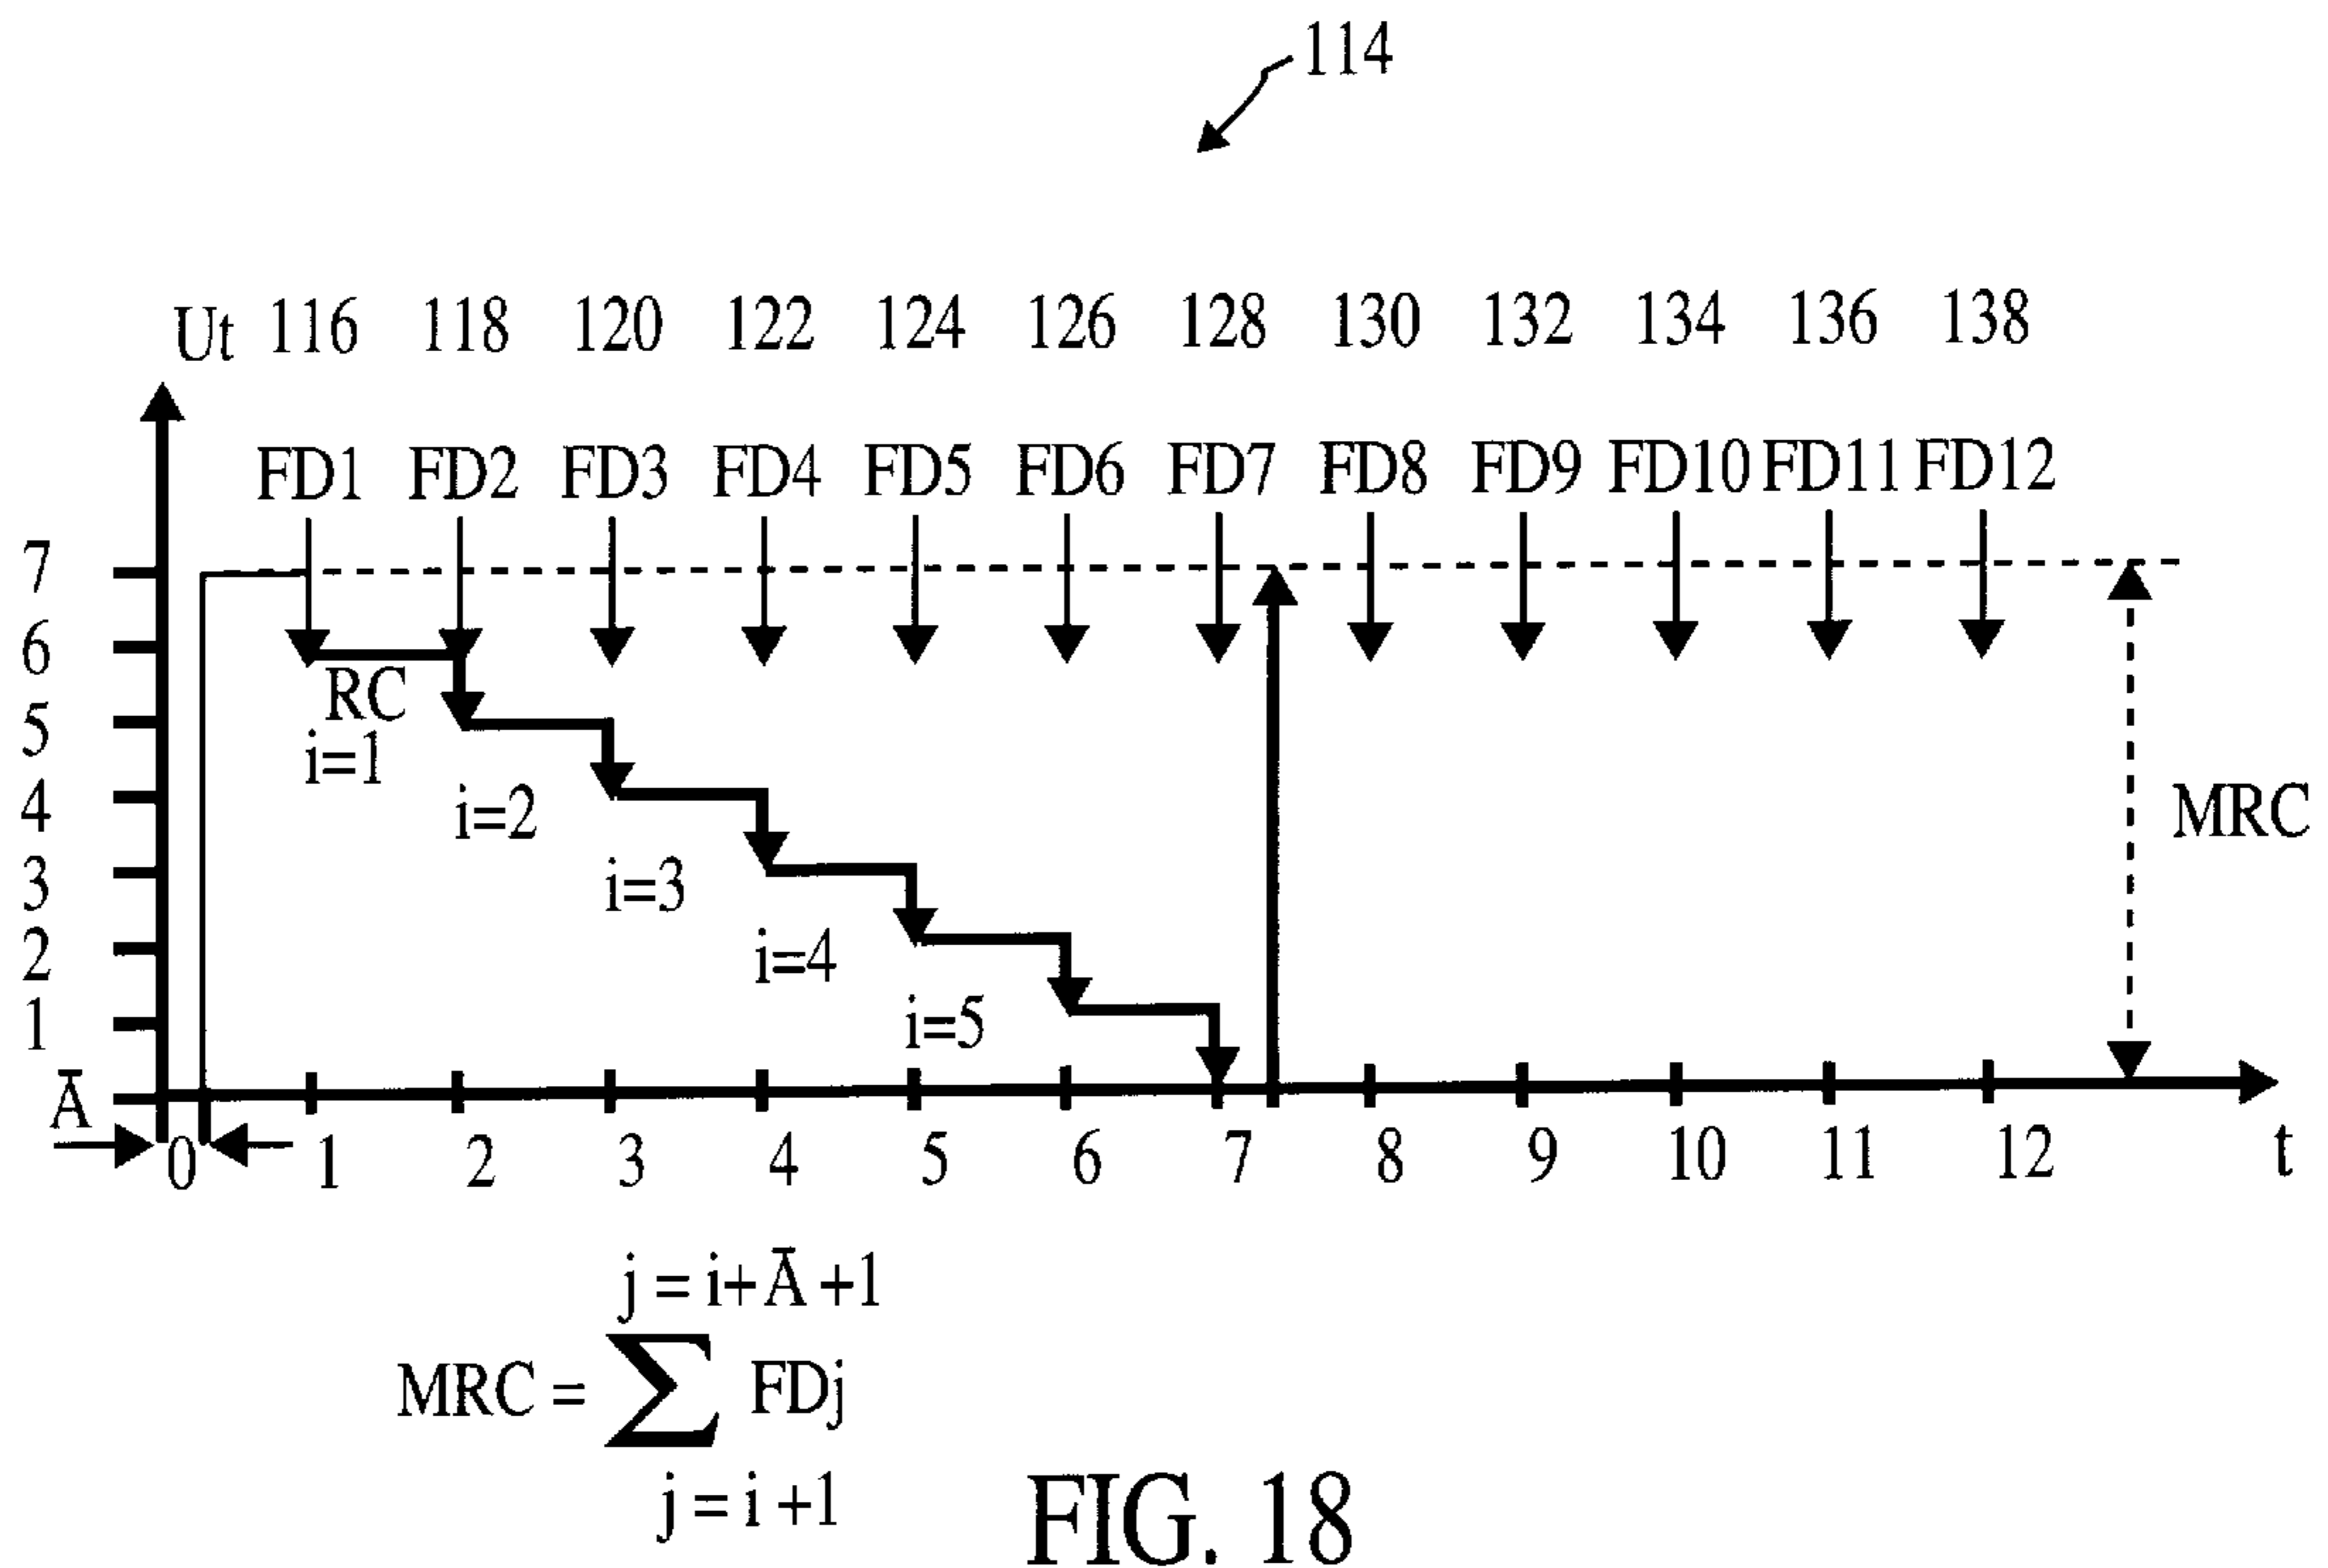 114
Ut 116 118 120 122 124 126 128 130 132 134 136 138
FD1 FD2 FD3 FD4 FD5 FD6 FD7 FD8 FD9 FD10 FD11 FD12
7
6
RC
5
i=1
4
i=2
MRC
3
i=3
2
i=4
1
i=5
Ā
0 1 2 3 4 5 6 7 8 9 10 11 12 t
j = i+Ā+1
MRC = ∑ FDj
j = i +1
FIG. 18